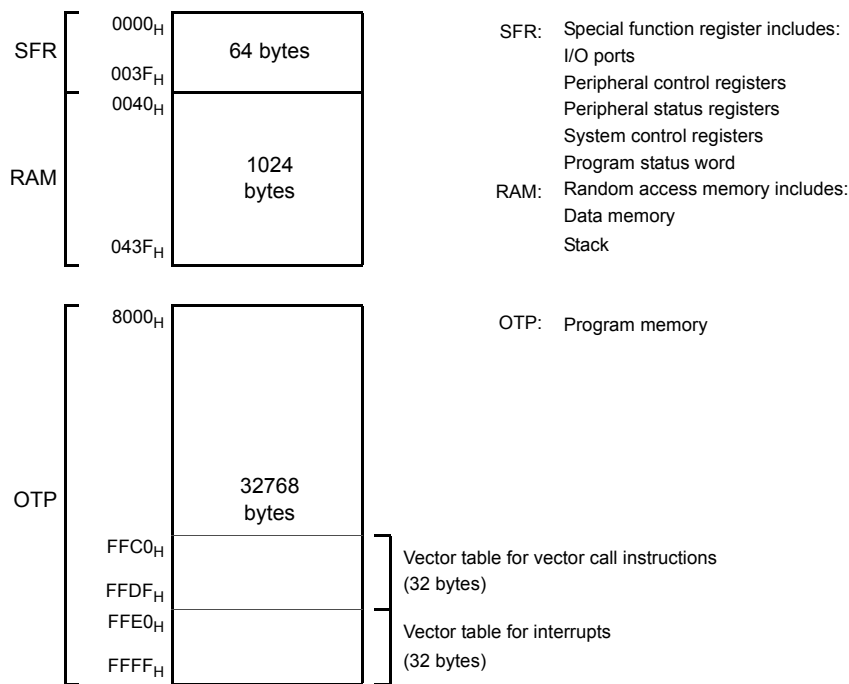 0000H
SFR
64 bytes
003FH
0040H
RAM
1024
bytes
043FH
SFR: Special function register includes:
I/O ports
Peripheral control registers
Peripheral status registers
System control registers
Program status word
RAM: Random access memory includes:
Data memory
Stack
8000H
OTP: Program memory
OTP
32768
bytes
FFC0H
Vector table for vector call instructions
(32 bytes)
FFDFH
FFE0H
Vector table for interrupts
(32 bytes)
FFFFH